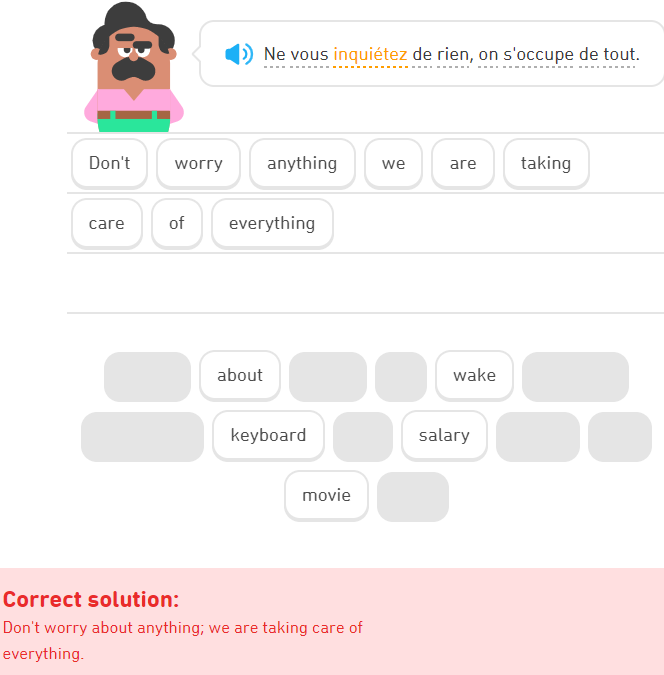 Ne vous inquiétez de rien, on s'occupe de tout.
Don't worry anything we are taking
care of everything
about wake
keyboard salary
movie
Correct solution:
Don't worry about anything; we are taking care of
everything.